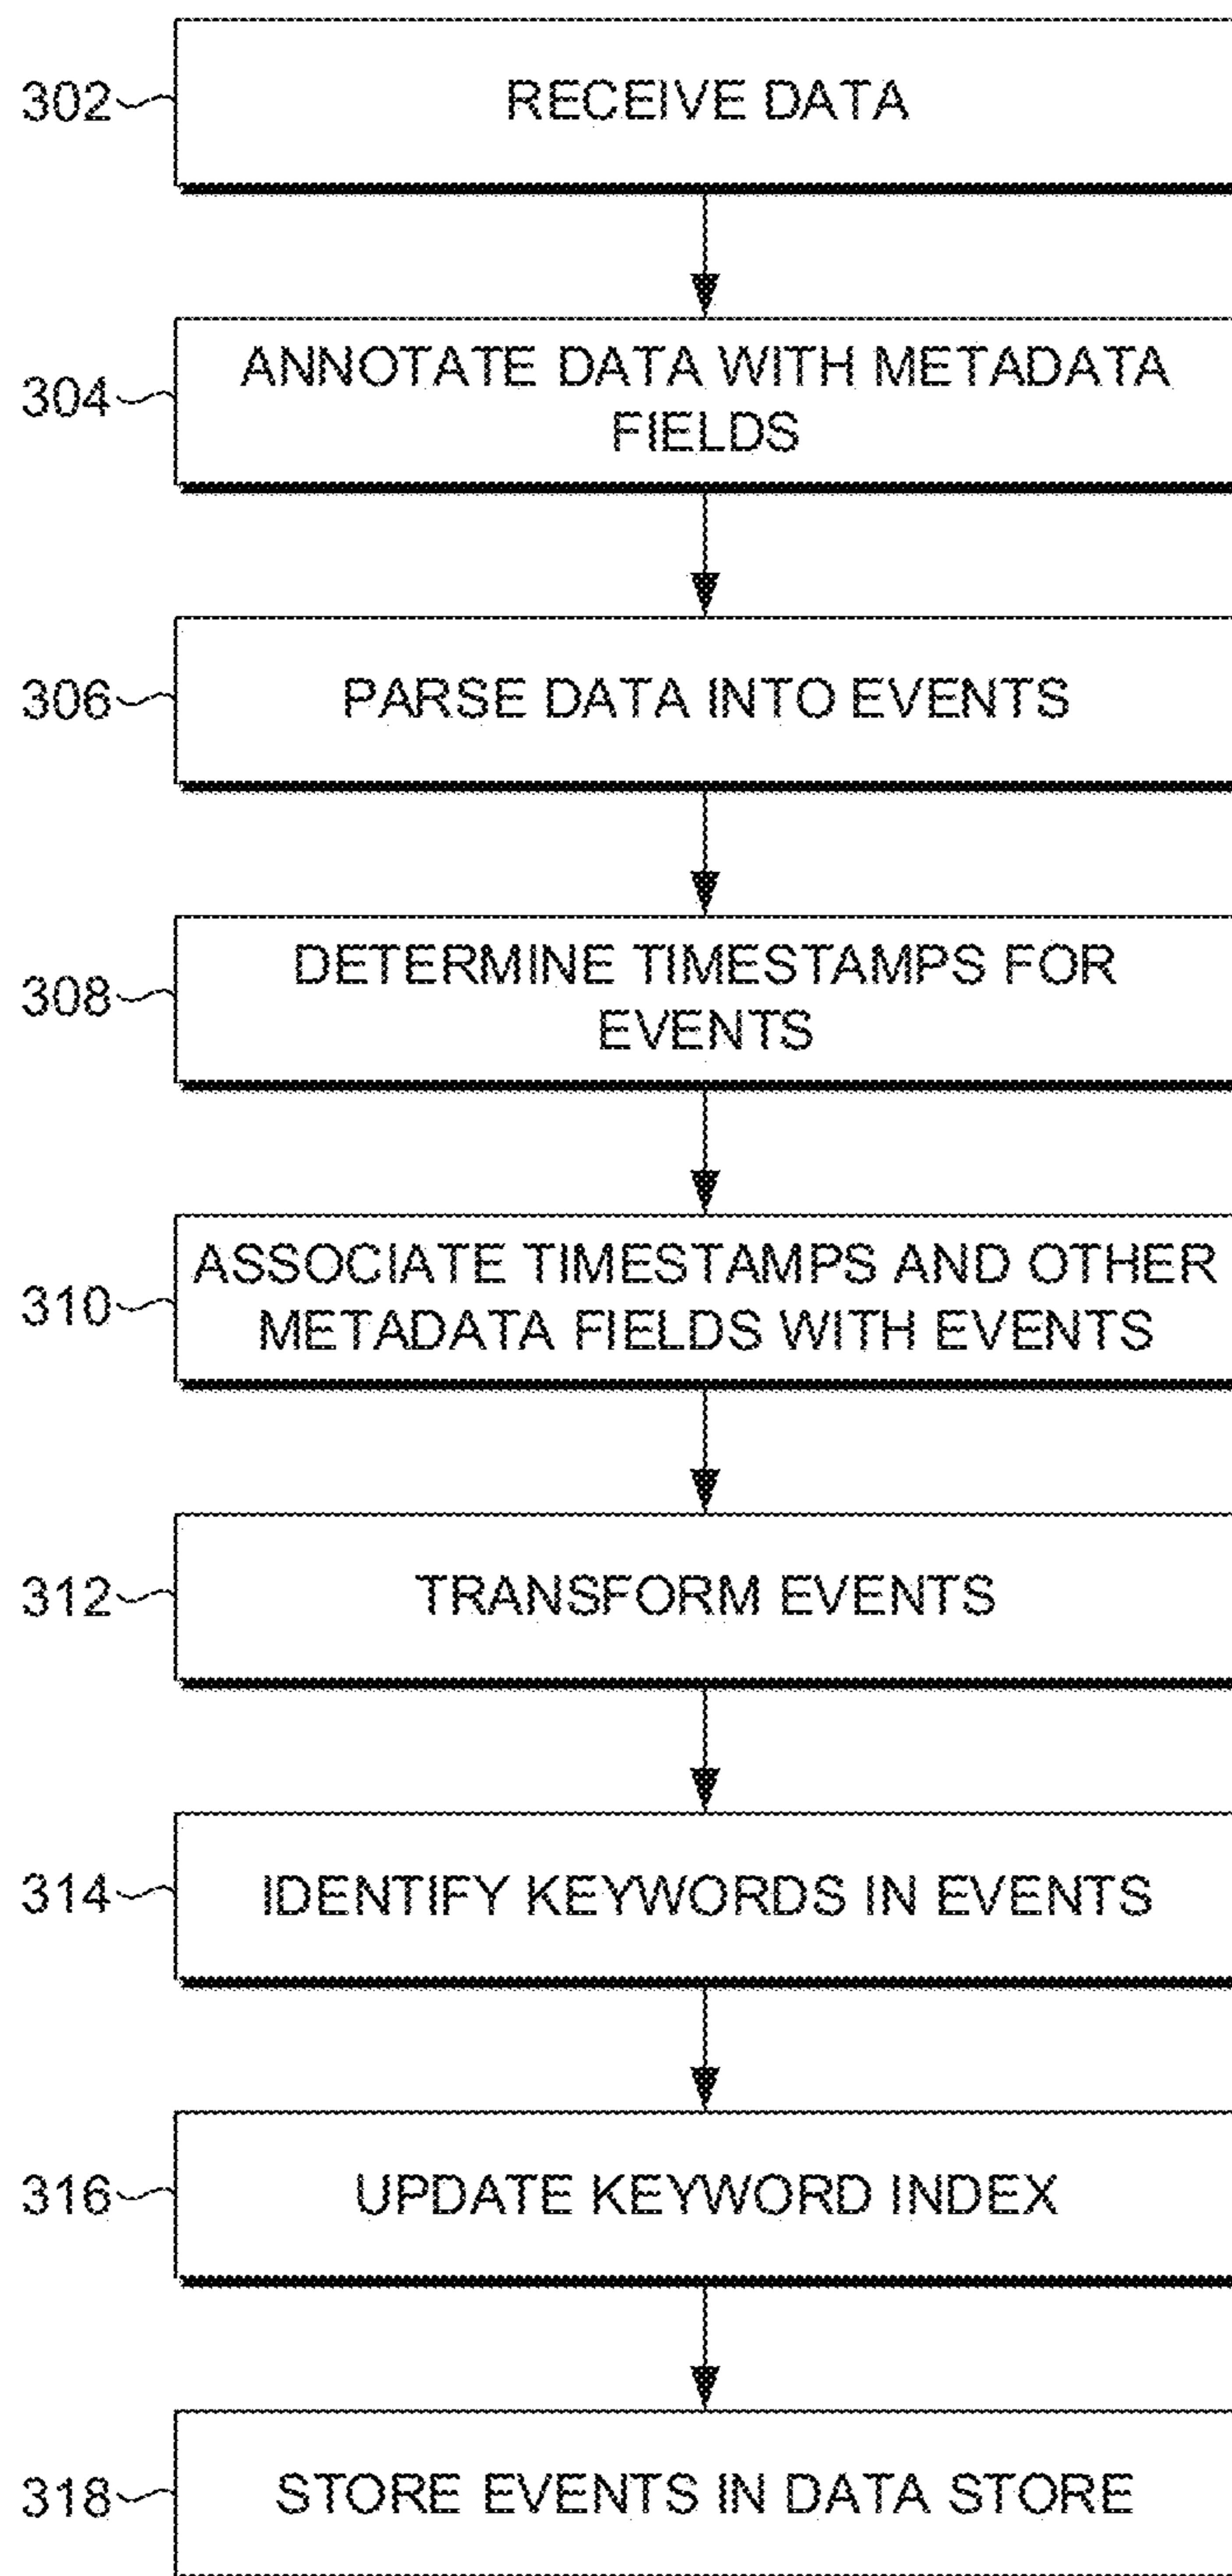 302
RECEIVE DATA
304
ANNOTATE DATA WITH METADATA
FIELDS
306
PARSE DATA INTO EVENTS
308
DETERMINE TIMESTAMPS FOR
EVENTS
310
ASSOCIATE TIMESTAMPS AND OTHER
METADATA FIELDS WITH EVENTS
312
TRANSFORM EVENTS
314
IDENTIFY KEYWORDS IN EVENTS
316
UPDATE KEYWORD INDEX
318
STORE EVENTS IN DATA STORE